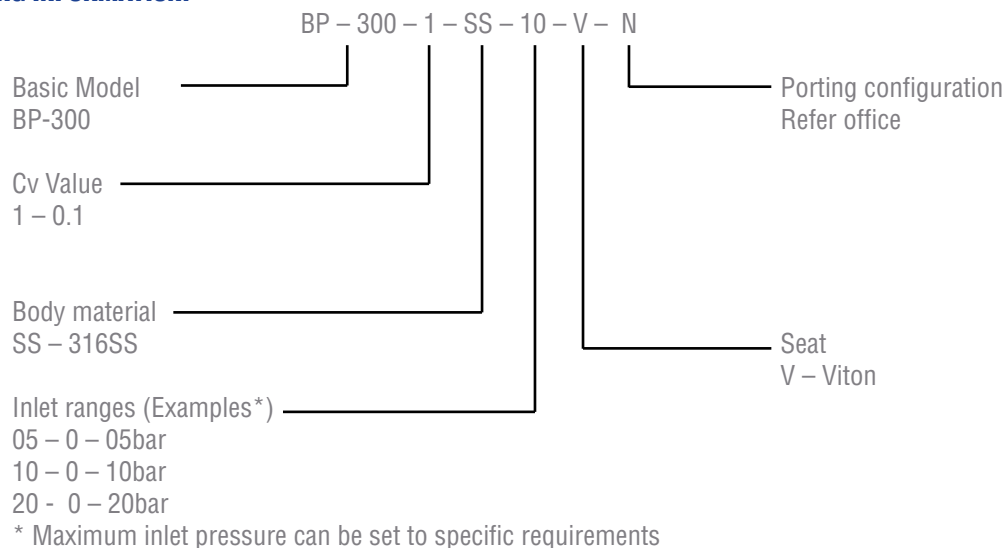 BP – 300 – 1 – SS – 10 – V – N
Basic Model
BP-300
Cv Value
1 – 0.1
Body material
SS – 316SS
Inlet ranges (Examples*)
05 – 0 – 05bar
10 – 0 – 10bar
20 - 0 – 20bar
* Maximum inlet pressure can be set to specific requirements
Porting configuration
Refer office
Seat
V – Viton